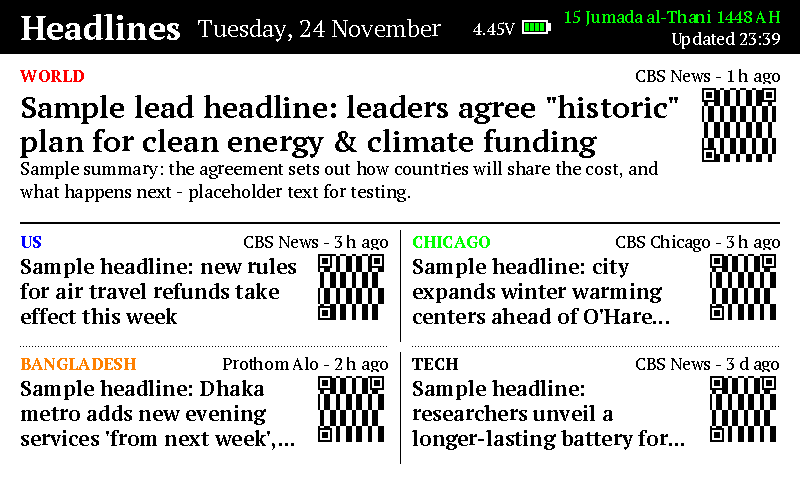 Headlines
Tuesday, 24 November
4.45V
15 Jumada al-Thani 1448 AH
Updated 23:39
WORLD
CBS News - 1 h ago
Sample lead headline: leaders agree "historic"
plan for clean energy & climate funding
Sample summary: the agreement sets out how countries will share the cost, and
what happens next - placeholder text for testing.
US
CBS News - 3 h ago
Sample headline: new rules
for air travel refunds take
effect this week
CHICAGO
CBS Chicago - 3 h ago
Sample headline: city
expands winter warming
centers ahead of O'Hare...
BANGLADESH
Prothom Alo - 2 h ago
Sample headline: Dhaka
metro adds new evening
services 'from next week',...
TECH
CBS News - 3 d ago
Sample headline:
researchers unveil a
longer-lasting battery for...